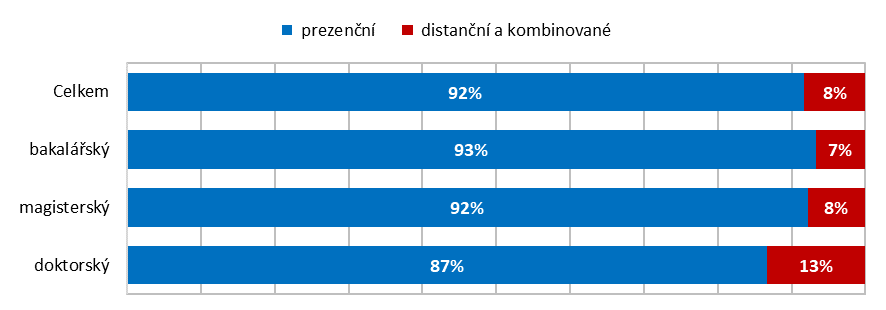 prezenční distanční a kombinované
Celkem 92% 8%
bakalářský 93% 7%
magisterský 92% 8%
doktorský 87% 13%